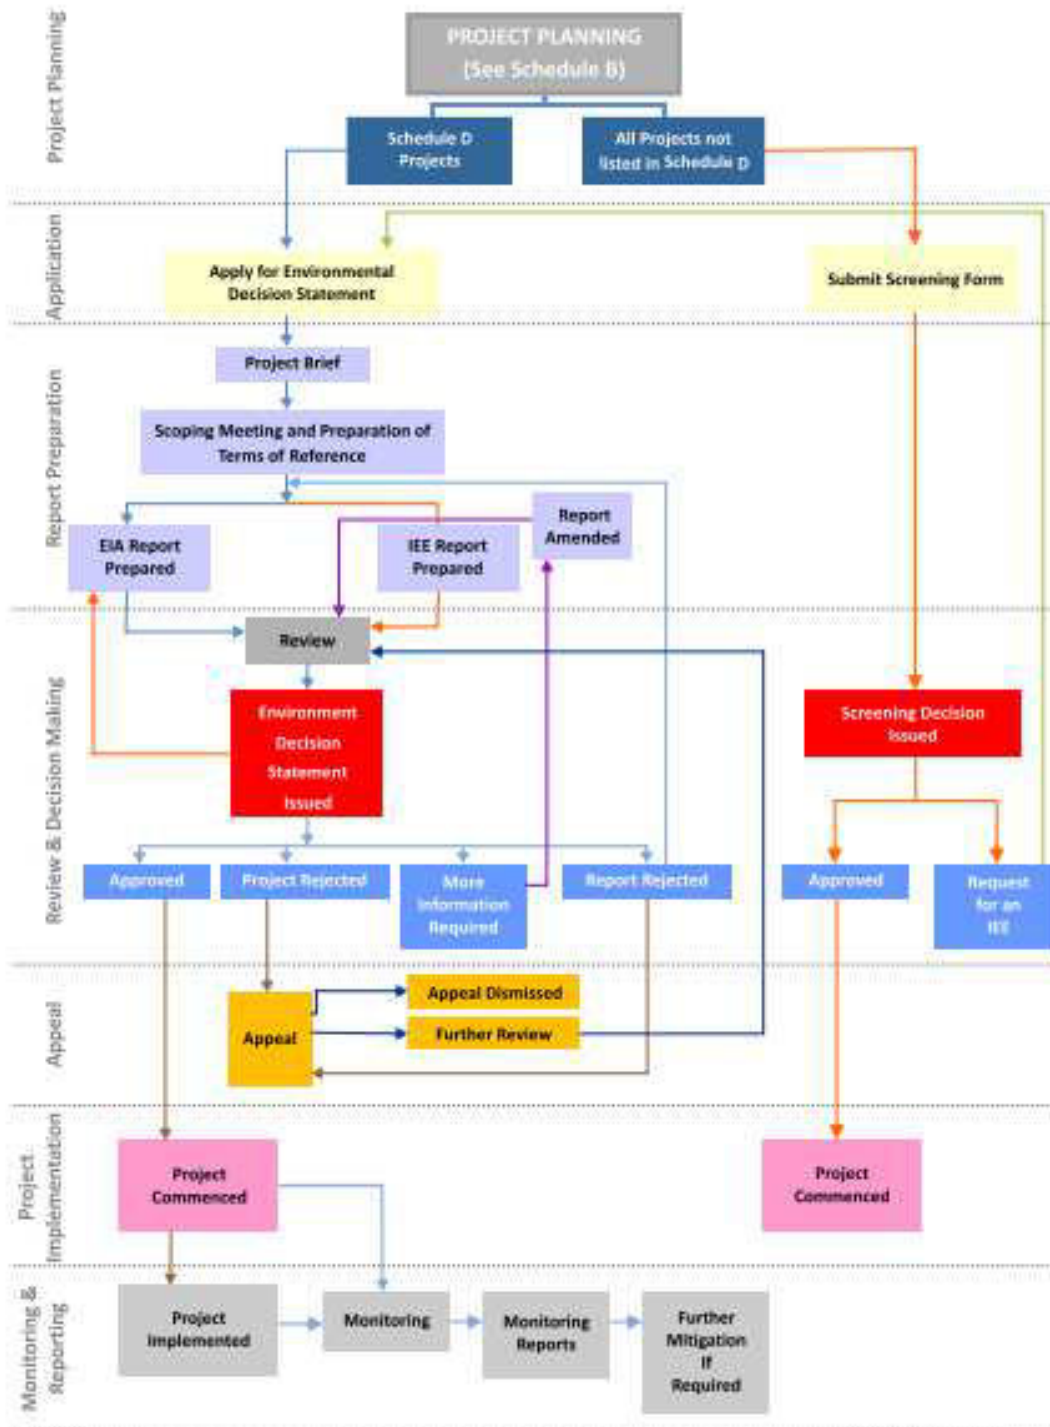 PROJECT PLANNING
(See Schedule B)
Project Planning
Schedule D
Projects
All Projects not
listed in Schedule D
Application
Apply for Environmental
Decision Statement
Submit Screening Form
Report Preparation
Project Brief
Scoping Meeting and Preparation of
Terms of Reference
EIA Report
Prepared
IEE Report
Prepared
Report
Amended
Review & Decision Making
Review
Environment
Decision
Statement
Issued
Screening Decision
Issued
Approved
Project Rejected
More
Information
Required
Report Rejected
Approved
Request
for an
IEE
Appeal
Appeal
Appeal Dismissed
Further Review
Project
Implementation
Project
Commenced
Project
Commenced
Monitoring &
Reporting
Project
Implemented
Monitoring
Monitoring
Reports
Further
Mitigation
If
Required